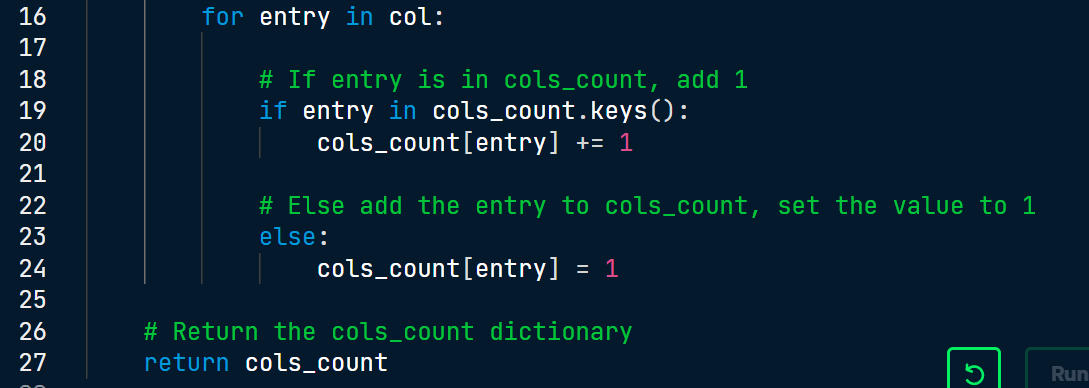 16 for entry in col:
17
18 # If entry is in cols_count, add 1
19 if entry in cols_count.keys():
20 cols_count[entry] += 1
21
22 # Else add the entry to cols_count, set the value to 1
23 else:
24 cols_count[entry] = 1
25
26 # Return the cols_count dictionary
27 return cols_count
Run